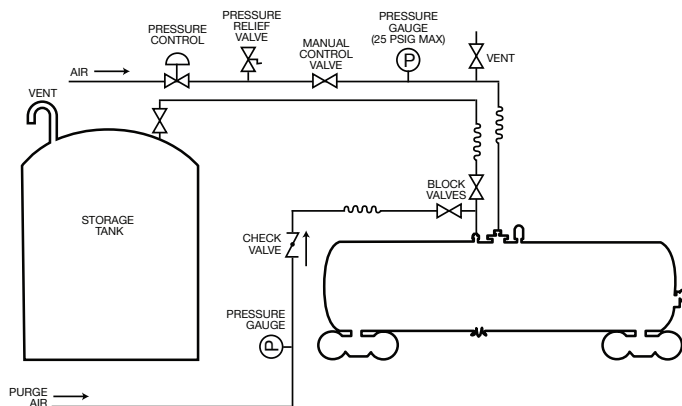 PRESSURE
CONTROL
PRESSURE
RELIEF
VALVE
MANUAL
CONTROL
VALVE
PRESSURE
GAUGE
(25 PSIG MAX)
P
VENT
AIR
VENT
STORAGE
TANK
BLOCK
VALVES
CHECK
VALVE
PRESSURE
GAUGE
P
PURGE
AIR